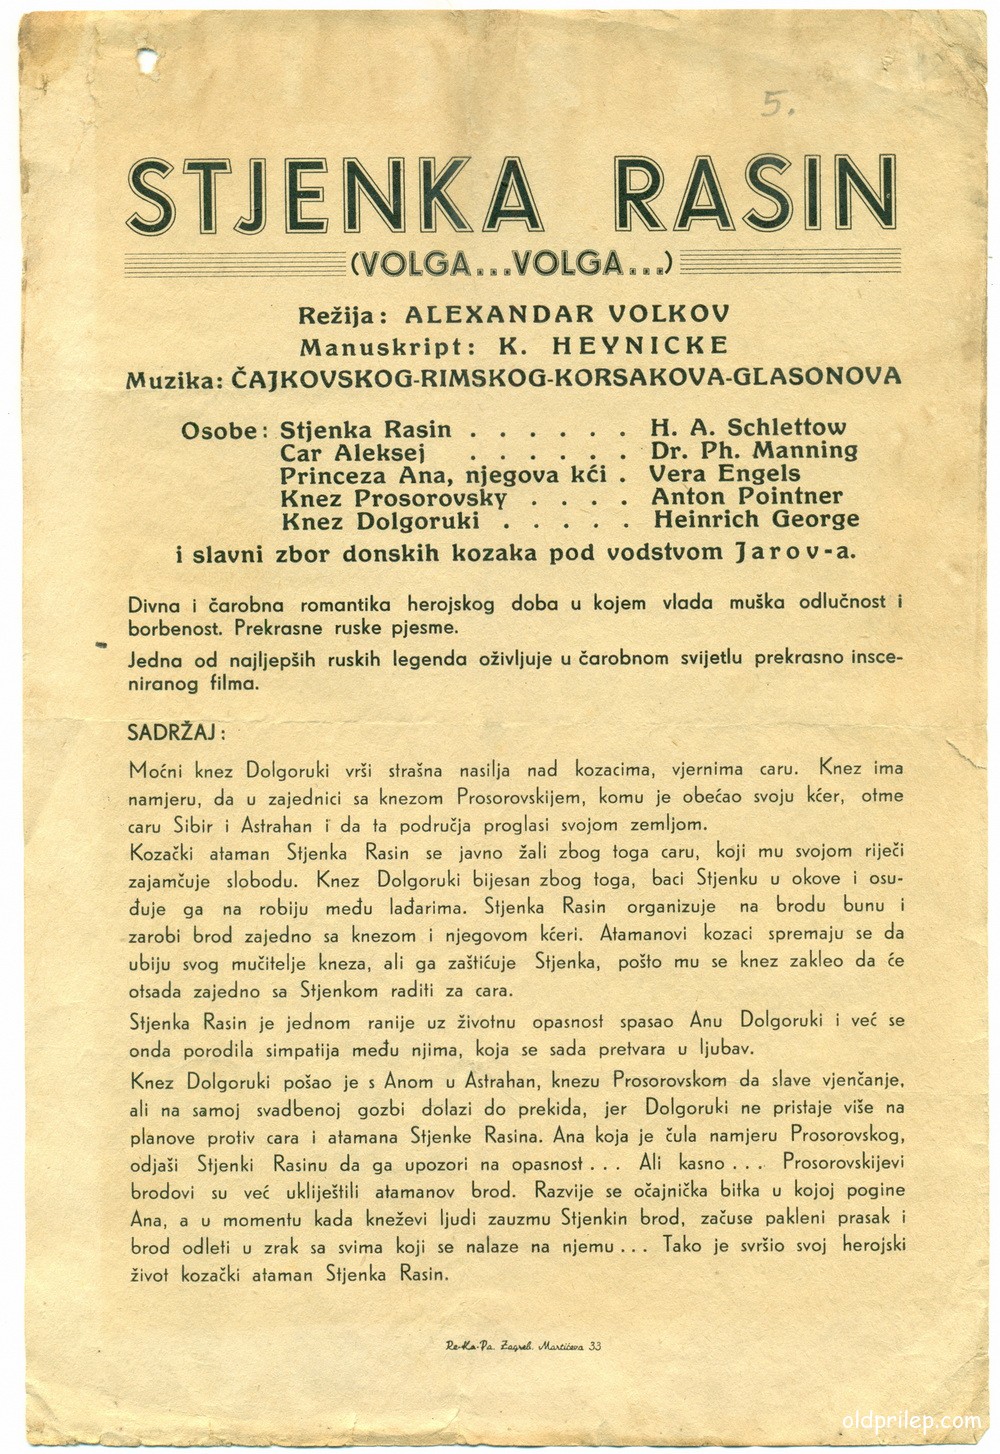 5.
STJENKA RASIN
(VOLGA...VOLGA...)
Režija: ALEXANDAR VOLKOV
Manuskript: K. HEYNICKE
Muzika: ČAJKOVSKOG-RIMSKOG-KORSAKOVA-GLASONOVA
Osobe: Stjenka Rasin . . . . . . H. A. Schlettow
Car Aleksej . . . . . . Dr. Ph. Manning
Princeza Ana, njegova kći . Vera Engels
Knez Prosorovsky . . . . Anton Pointner
Knez Dolgoruki . . . . . Heinrich George
i slavni zbor donskih kozaka pod vodstvom Jarov-a.
Divna i čarobna romantika herojskog doba u kojem vlada muška odlučnost i
borbenost. Prekrasne ruske pjesme.
Jedna od najljepših ruskih legenda oživljuje u čarobnom svijetlu prekrasno insce-
niranog filma.
SADRŽAJ:
Moćni knez Dolgoruki vrši strašna nasilja nad kozacima, vjernima caru. Knez ima
namjeru, da u zajednici sa knezom Prosorovskijem, komu je obećao svoju kćer, otme
caru Sibir i Astrahan i da ta područja proglasi svojom zemljom.
Kozački ataman Stjenka Rasin se javno žali zbog toga caru, koji mu svojom riječi
zajamčuje slobodu. Knez Dolgoruki bijesan zbog toga, baci Stjenku u okove i osu-
đuje ga na robiju među lađarima. Stjenka Rasin organizuje na brodu bunu i
zarobi brod zajedno sa knezom i njegovom kćeri. Atamanovi kozaci spremaju se da
ubiju svog mučitelje kneza, ali ga zaštićuje Stjenka, pošto mu se knez zakleo da će
otsada zajedno sa Stjenkom raditi za cara.
Stjenka Rasin je jednom ranije uz životnu opasnost spasao Anu Dolgoruki i već se
onda porodila simpatija među njima, koja se sada pretvara u ljubav.
Knez Dolgoruki pošao je s Anom u Astrahan, knezu Prosorovskom da slave vjenčanje,
ali na samoj svadbenoj gozbi dolazi do prekida, jer Dolgoruki ne pristaje više na
planove protiv cara i atamana Stjenke Rasina. Ana koja je čula namjeru Prosorovskog,
odjaši Stjenki Rasinu da ga upozori na opasnost... Ali kasno... Prosorovskijevi
brodovi su već ukliještili atamanov brod. Razvije se očajnička bitka u kojoj pogine
Ana, a u momentu kada kneževi ljudi zauzmu Stjenkin brod, začuse pakleni prasak i
brod odleti u zrak sa svima koji se nalaze na njemu... Tako je svršio svoj herojski
život kozački ataman Stjenka Rasin.
Re-Ka-Pa. Zagreb. Martićeva 33
oldprilep.com